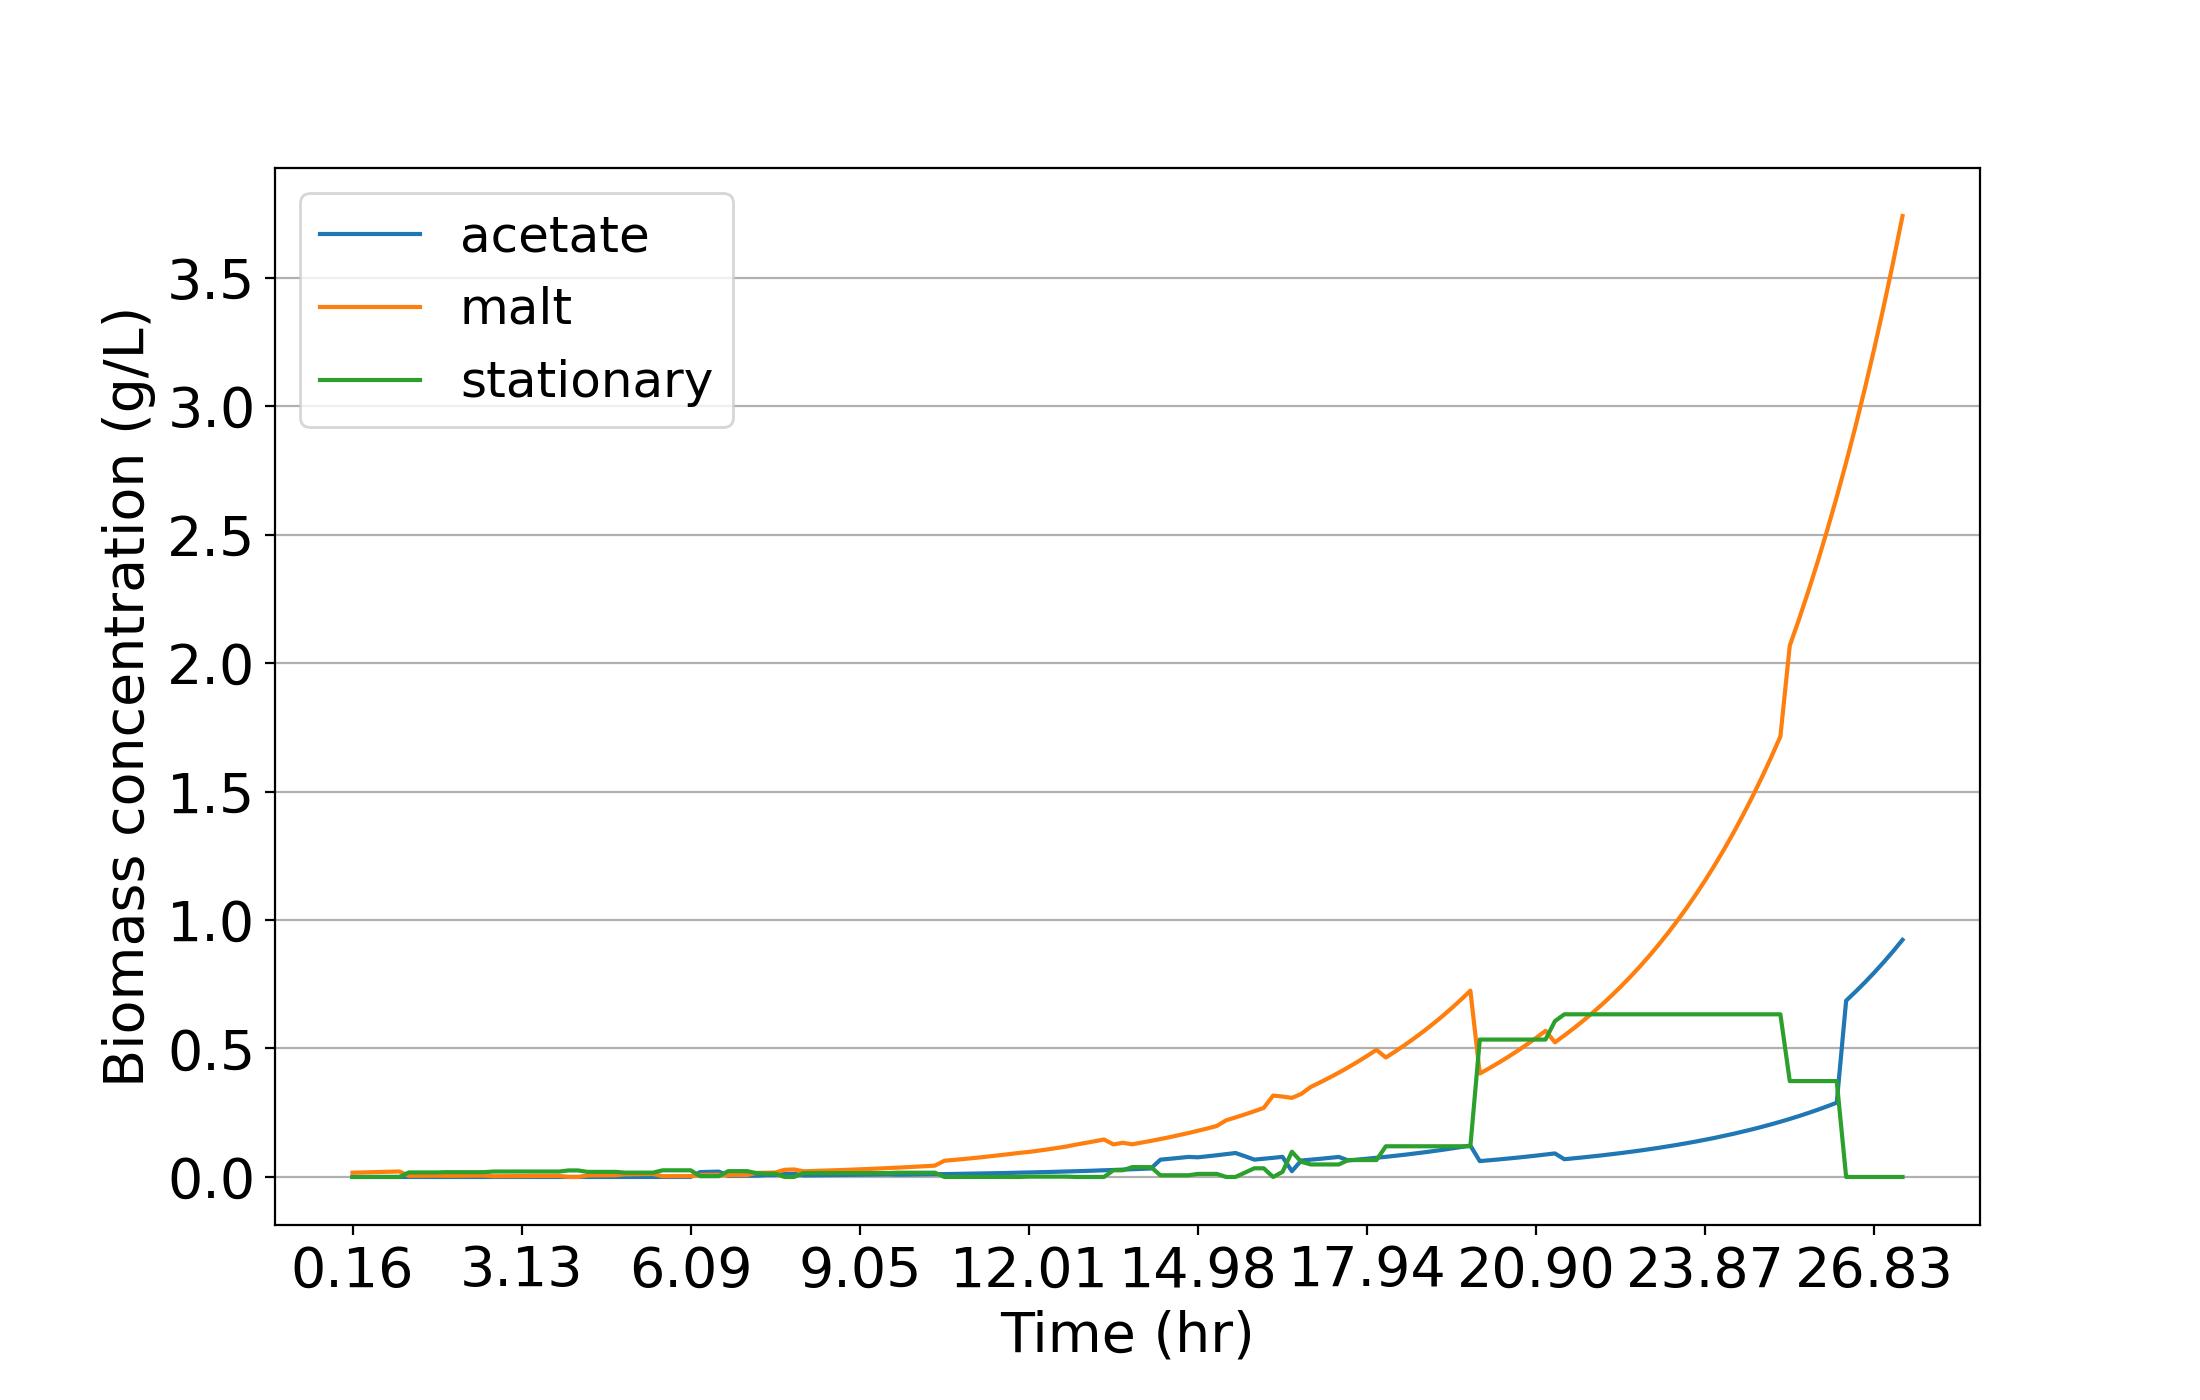 acetate
malt
stationary
3.5
3.0
2.5
2.0
1.5
1.0
0.5
0.0
Biomass concentration (g/L)
0.16 3.13 6.09 9.05 12.01 14.98 17.94 20.90 23.87 26.83
Time (hr)